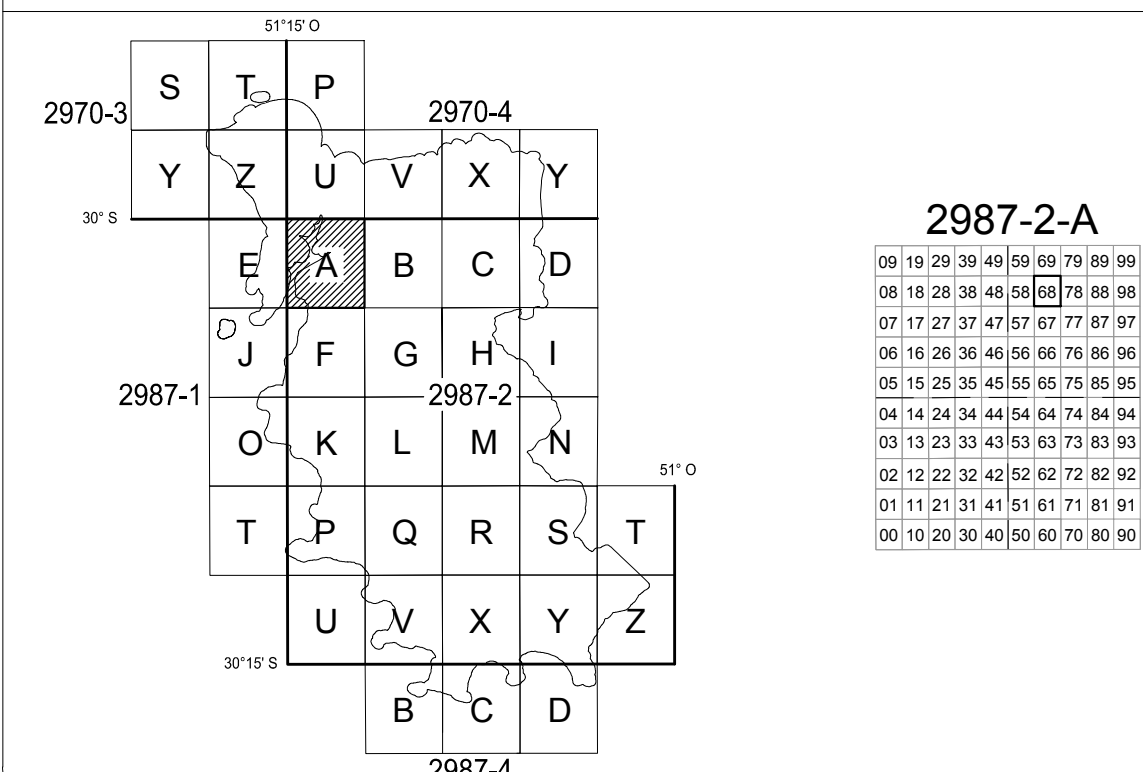 51°15' O
S T P
2970-3
2970-4
Y Z U V X Y
30° S
E A B C D
J F G H I
2987-1
2987-2
O K L M N
51° O
T P Q R S T
U V X Y Z
30°15' S
B C D
2987-4
2987-2-A
09 19 29 39 49 59 69 79 89 99
08 18 28 38 48 58 68 78 88 98
07 17 27 37 47 57 67 77 87 97
06 16 26 36 46 56 66 76 86 96
05 15 25 35 45 55 65 75 85 95
04 14 24 34 44 54 64 74 84 94
03 13 23 33 43 53 63 73 83 93
02 12 22 32 42 52 62 72 82 92
01 11 21 31 41 51 61 71 81 91
00 10 20 30 40 50 60 70 80 90